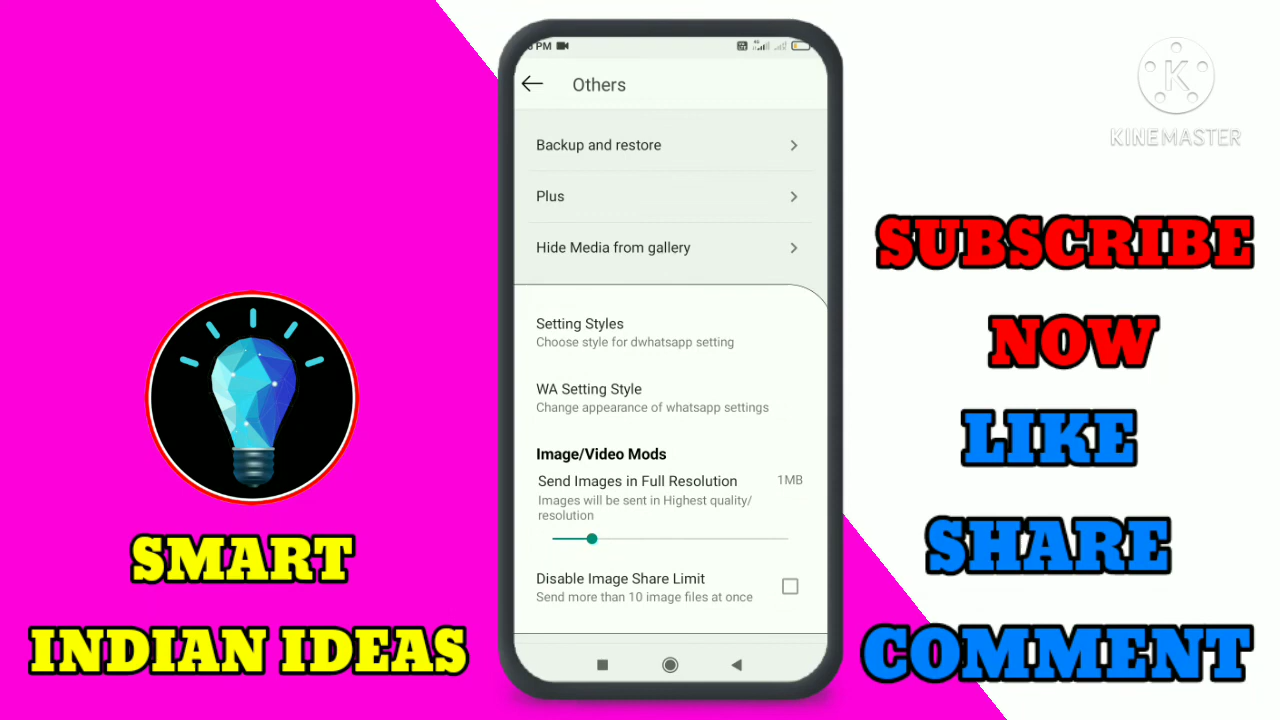 PM
Others
Backup and restore
Plus
Hide Media from gallery
Setting Styles
Choose style for dwhatsapp setting
WA Setting Style
Change appearance of whatsapp settings
Image/Video Mods
Send Images in Full Resolution 1MB
Images will be sent in Highest quality/
resolution
Disable Image Share Limit
Send more than 10 image files at once
SMART
INDIAN IDEAS
K
KINEMASTER
SUBSCRIBE
NOW
LIKE
SHARE
COMMENT